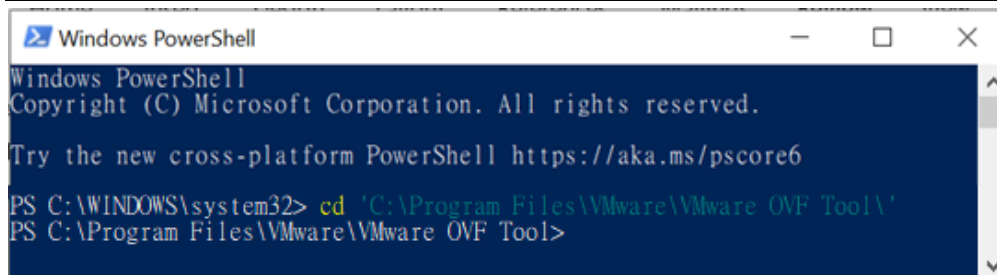 Windows PowerShell
Windows PowerShell
Copyright (C) Microsoft Corporation. All rights reserved.
Try the new cross-platform PowerShell https://aka.ms/pscore6
PS C:\WINDOWS\system32> cd 'C:\Program Files\VMware\VMware OVF Tool\'
PS C:\Program Files\VMware\VMware OVF Tool>